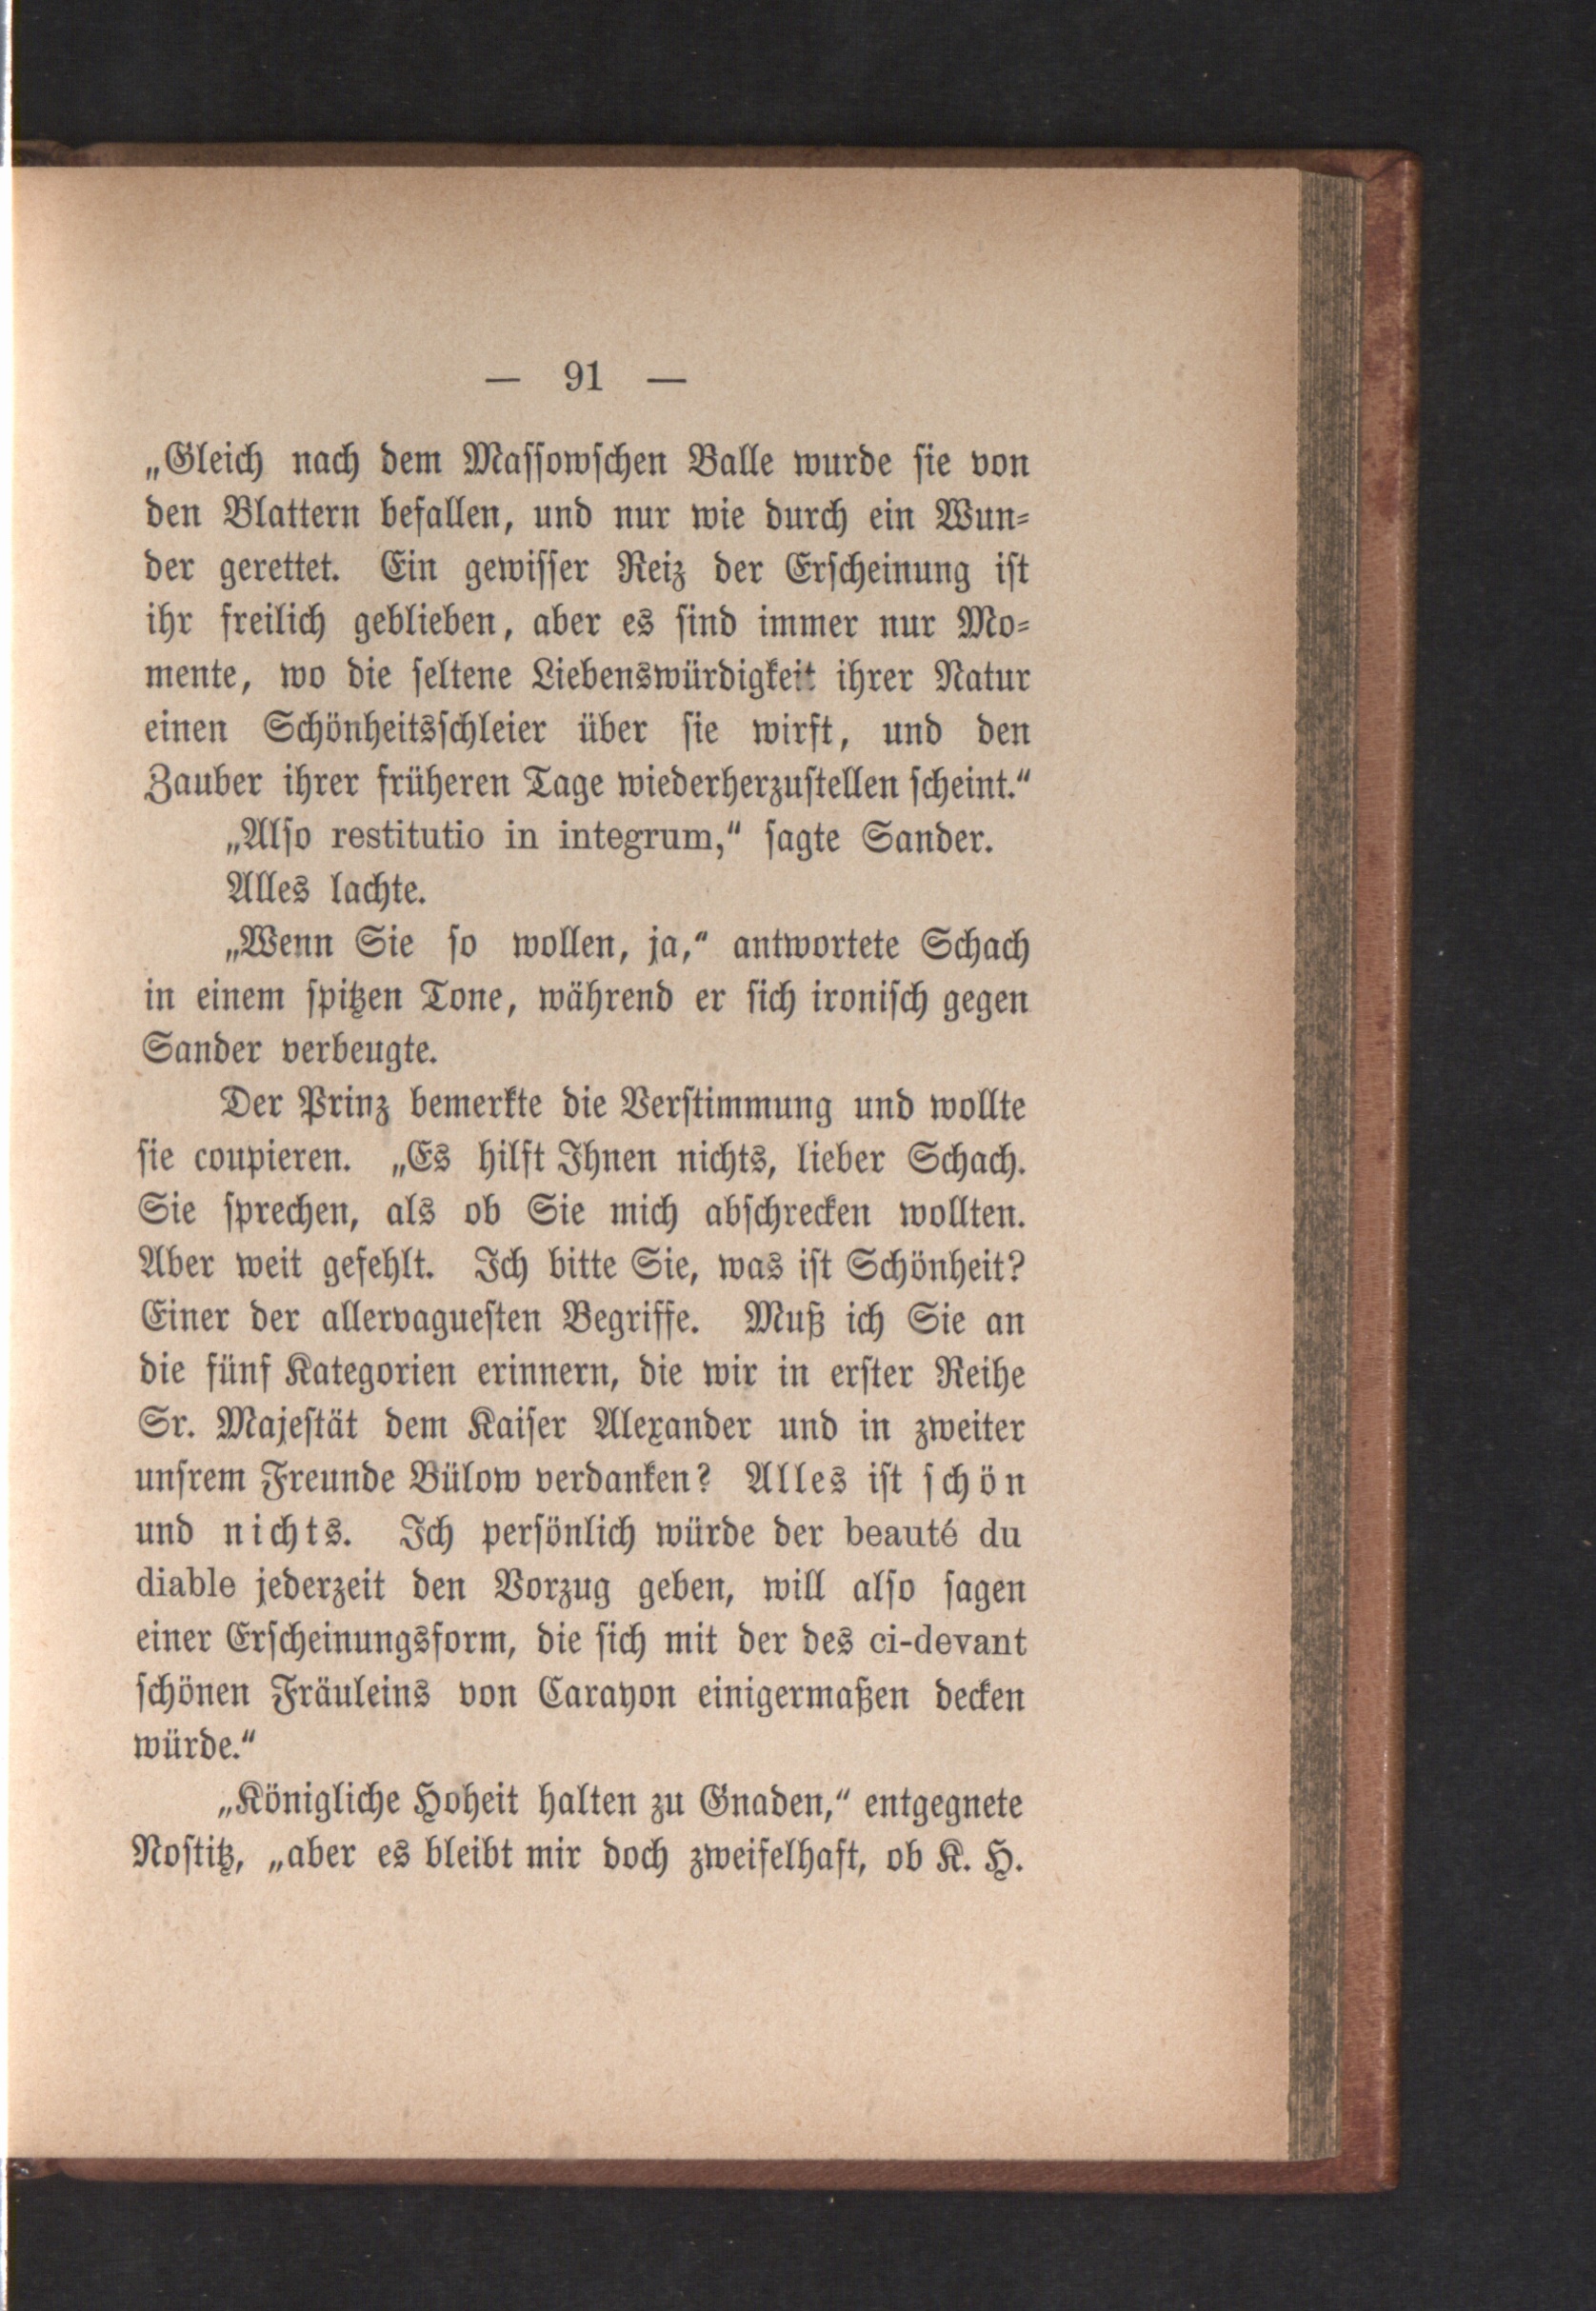 — 91 —
„Gleich nach dem Massowschen Balle wurde sie von
den Blattern befallen, und nur wie durch ein Wun-
der gerettet. Ein gewisser Reiz der Erscheinung ist
ihr freilich geblieben, aber es sind immer nur Mo-
mente, wo die seltene Liebenswürdigkeit ihrer Natur
einen Schönheitsschleier über sie wirft, und den
Zauber ihrer früheren Tage wiederherzustellen scheint.“
„Also restitutio in integrum,“ sagte Sander.
Alles lachte.
„Wenn Sie so wollen, ja,“ antwortete Schach
in einem spitzen Tone, während er sich ironisch gegen
Sander verbeugte.
Der Prinz bemerkte die Verstimmung und wollte
sie coupieren. „Es hilft Ihnen nichts, lieber Schach.
Sie sprechen, als ob Sie mich abschrecken wollten.
Aber weit gefehlt. Ich bitte Sie, was ist Schönheit?
Einer der allervaguesten Begriffe. Muß ich Sie an
die fünf Kategorien erinnern, die wir in erster Reihe
Sr. Majestät dem Kaiser Alexander und in zweiter
unsrem Freunde Bülow verdanken? Alles ist schön
und nichts. Ich persönlich würde der beauté du
diable jederzeit den Vorzug geben, will also sagen
einer Erscheinungsform, die sich mit der des ci-devant
schönen Fräuleins von Carayon einigermaßen decken
würde.“
„Königliche Hoheit halten zu Gnaden,“ entgegnete
Nostitz, „aber es bleibt mir doch zweifelhaft, ob K. H.